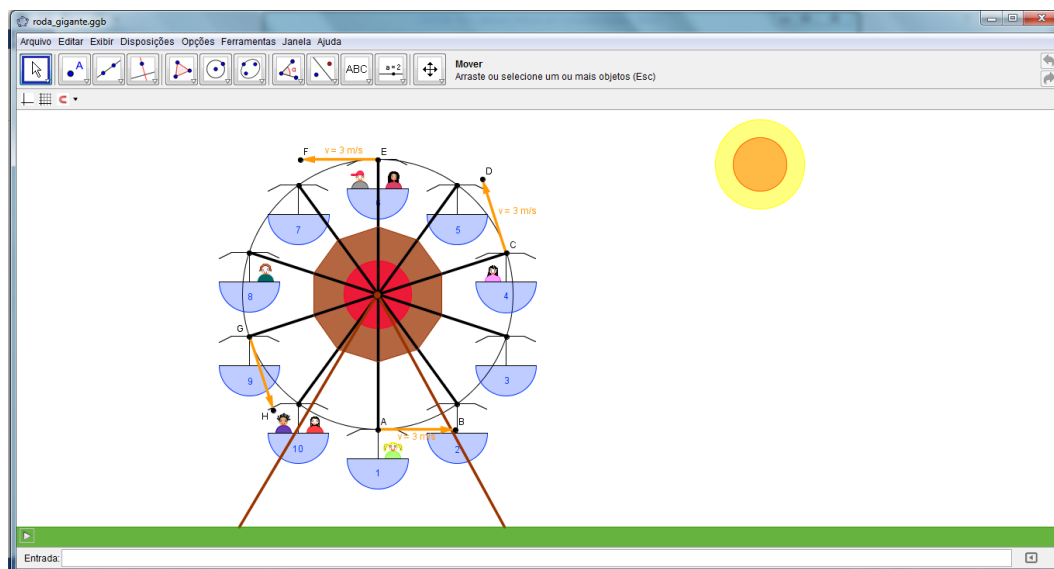 roda_gigante.ggb
Arquivo Editar Exibir Disposições Opções Ferramentas Janela Ajuda
A
α
ABC
a = 2
Mover
Arraste ou selecione um ou mais objetos (Esc)
F
v = 3 m/s
E
D
6
7
5
v = 3 m/s
C
8
4
G
9
3
H
A
B
v = 3 m/s
10
2
1
Entrada: